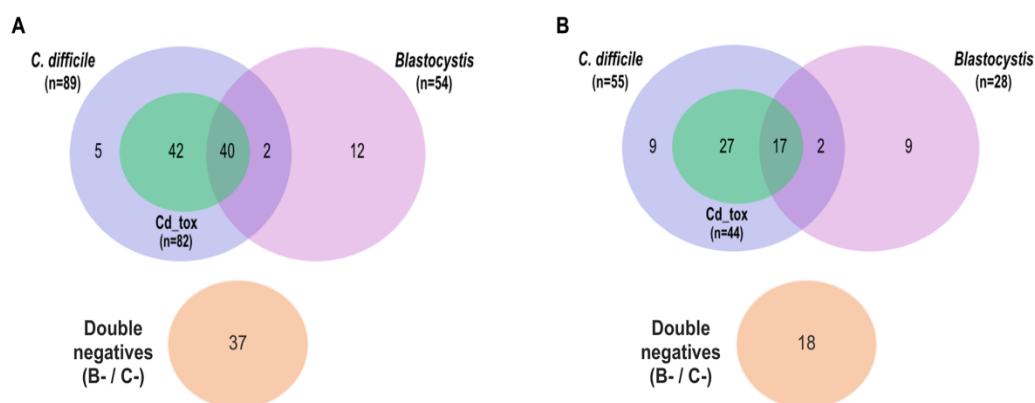 A
C. difficile
(n=89)
Blastocystis
(n=54)
5
42
40
2
12
Cd_tox
(n=82)
Double
negatives
(B- / C-)
37
B
C. difficile
(n=55)
Blastocystis
(n=28)
9
27
17
2
9
Cd_tox
(n=44)
Double
negatives
(B- / C-)
18